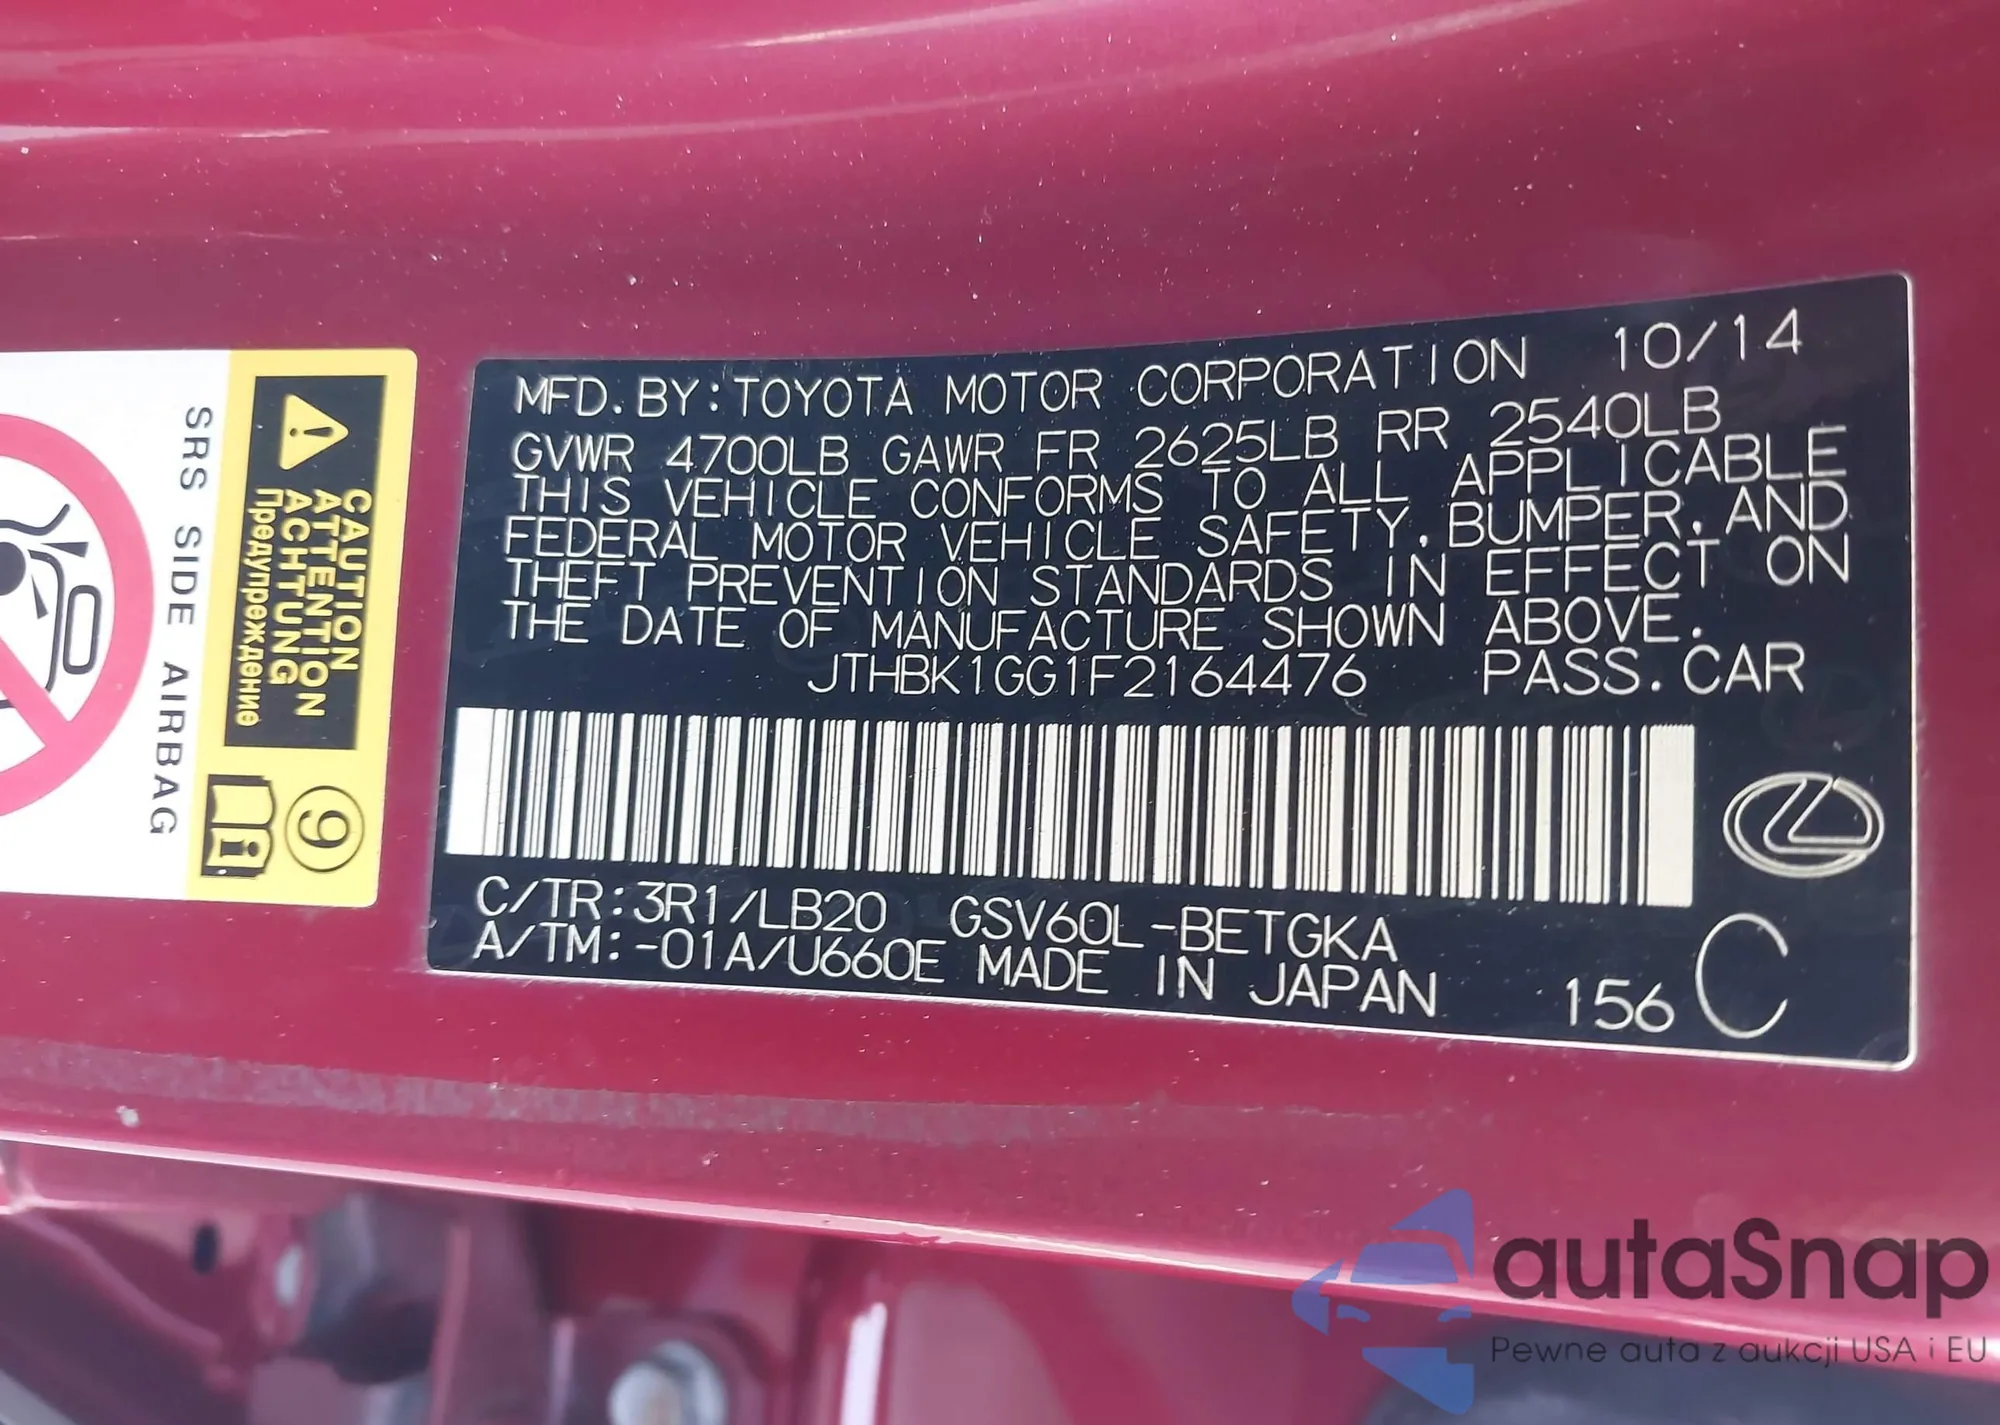 MFD. BY: TOYOTA MOTOR CORPORATION 10/14
GVWR 4700LB GAWR FR 2625LB RR 2540LB
THIS VEHICLE CONFORMS TO ALL APPLICABLE
FEDERAL MOTOR VEHICLE SAFETY, BUMPER, AND
THEFT PREVENTION STANDARDS IN EFFECT ON
THE DATE OF MANUFACTURE SHOWN ABOVE.
JTHBK1GG1F2164476 PASS. CAR
C/TR: 3R1/LB20 GSV60L-BETGKA
A/TM: -01A/U660E MADE IN JAPAN 156 C
CAUTION
ATTENTION
ACHTUNG
Предупреждение
9
SRS SIDE AIRBAG
autaSnap
Pewne auta z aukcji USA i EU